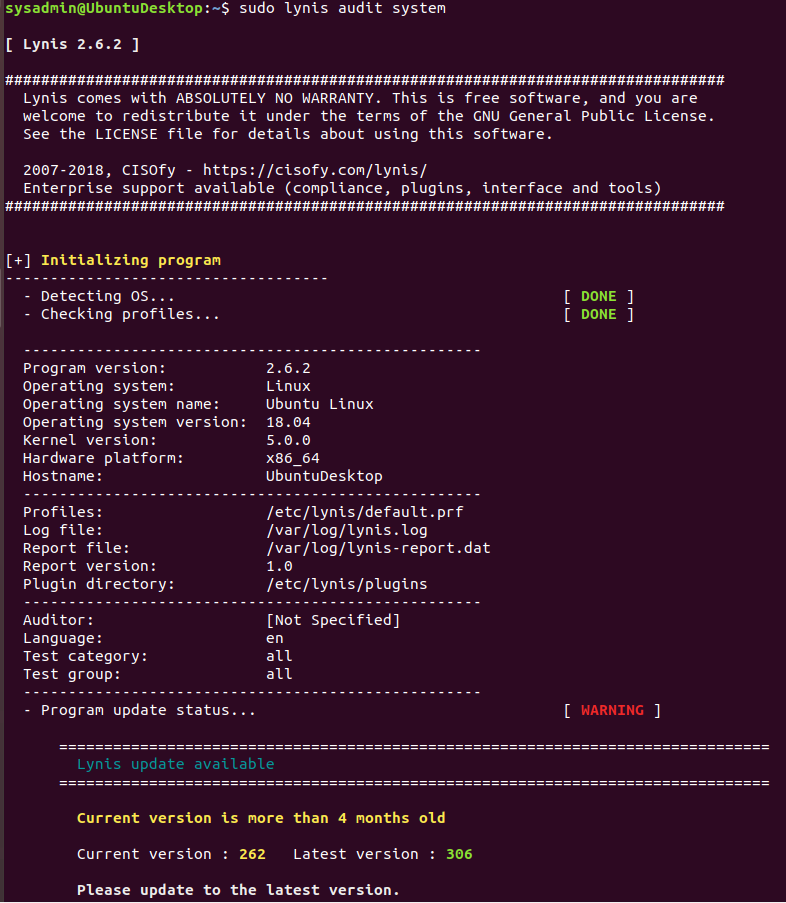 sysadmin@UbuntuDesktop:~$ sudo lynis audit system
[ Lynis 2.6.2 ]
################################################################################
Lynis comes with ABSOLUTELY NO WARRANTY. This is free software, and you are
welcome to redistribute it under the terms of the GNU General Public License.
See the LICENSE file for details about using this software.
2007-2018, CISOfy - https://cisofy.com/lynis/
Enterprise support available (compliance, plugins, interface and tools)
################################################################################
[+] Initializing program
------------------------------------
- Detecting OS... [ DONE ]
- Checking profiles... [ DONE ]
---------------------------------------------------
Program version: 2.6.2
Operating system: Linux
Operating system name: Ubuntu Linux
Operating system version: 18.04
Kernel version: 5.0.0
Hardware platform: x86_64
Hostname: UbuntuDesktop
---------------------------------------------------
Profiles: /etc/lynis/default.prf
Log file: /var/log/lynis.log
Report file: /var/log/lynis-report.dat
Report version: 1.0
Plugin directory: /etc/lynis/plugins
---------------------------------------------------
Auditor: [Not Specified]
Language: en
Test category: all
Test group: all
---------------------------------------------------
- Program update status... [ WARNING ]
===============================================================================
Lynis update available
===============================================================================
Current version is more than 4 months old
Current version : 262 Latest version : 306
Please update to the latest version.